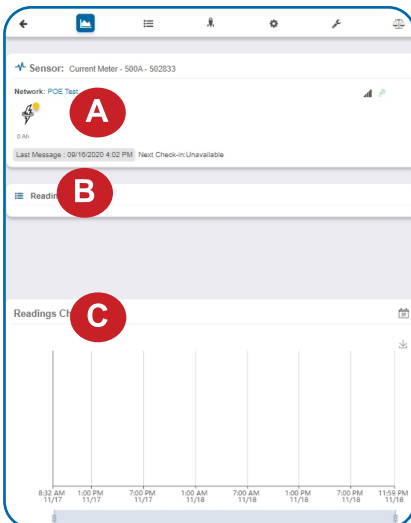 Sensor: Current Meter - 500A - 502833
Network: POE Test
A
0 Ah
Last Message : 09/16/2020 4:02 PM Next Check-in:Unavailable
B
C
8:32 AM 1:00 PM 7:00 PM 1:00 AM 7:00 AM 1:00 PM 7:00 PM 11:59 PM
11/17 11/17 11/17 11/18 11/18 11/18 11/18 11/18